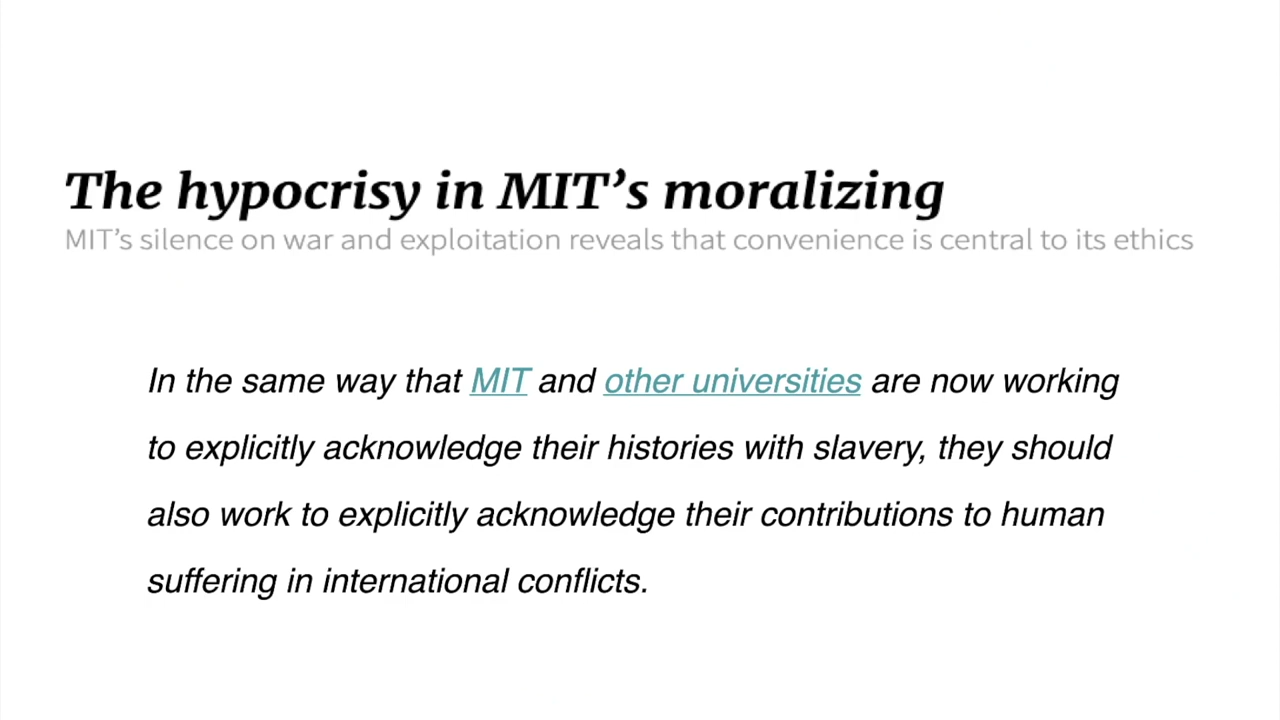 The hypocrisy in MIT’s moralizing
MIT’s silence on war and exploitation reveals that convenience is central to its ethics
In the same way that MIT and other universities are now working
to explicitly acknowledge their histories with slavery, they should
also work to explicitly acknowledge their contributions to human
suffering in international conflicts.